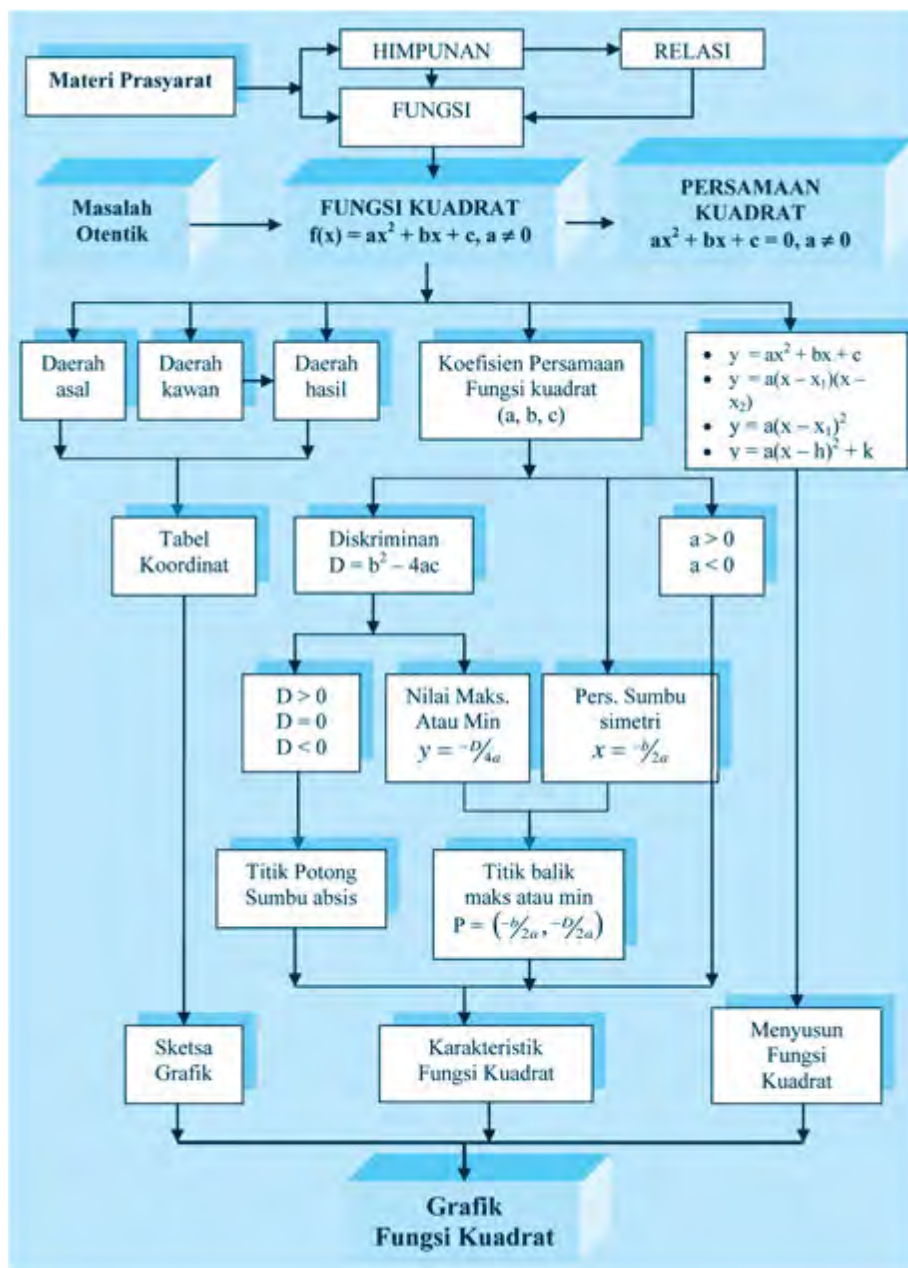 HIMPUNAN
RELASI
Materi Prasyarat
FUNGSI
Masalah
Otentik
FUNGSI KUADRAT
f(x) = ax² + bx + c, a ≠ 0
PERSAMAAN
KUADRAT
ax² + bx + c = 0, a ≠ 0
Daerah
asal
Daerah
kawan
Daerah
hasil
Koefisien Persamaan
Fungsi kuadrat
(a, b, c)
• y = ax² + bx + c
• y = a(x – x₁)(x –
x₂)
• y = a(x – x₁)²
• y = a(x – h)² + k
Tabel
Koordinat
Diskriminan
D = b² – 4ac
a > 0
a < 0
D > 0
D = 0
D < 0
Nilai Maks.
Atau Min
y = –D/4a
Pers. Sumbu
simetri
x = –b/2a
Titik Potong
Sumbu absis
Titik balik
maks atau min
P = (–b/2a, –D/2a)
Sketsa
Grafik
Karakteristik
Fungsi Kuadrat
Menyusun
Fungsi
Kuadrat
Grafik
Fungsi Kuadrat